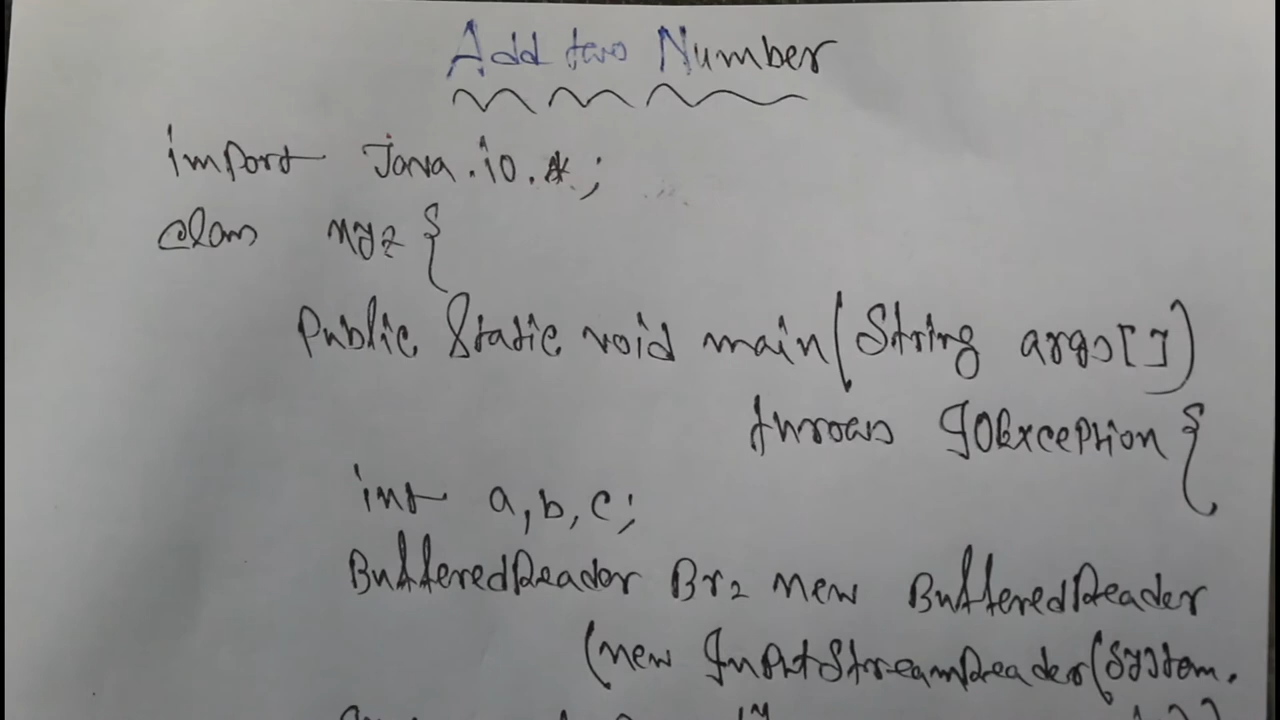 Add two Number
import Java.io.*;
class xyz {
Public Static void main(String args[])
throws IOException {
int a,b,c;
BufferedReader Br= new BufferedReader
(new InputStreamReader(System.